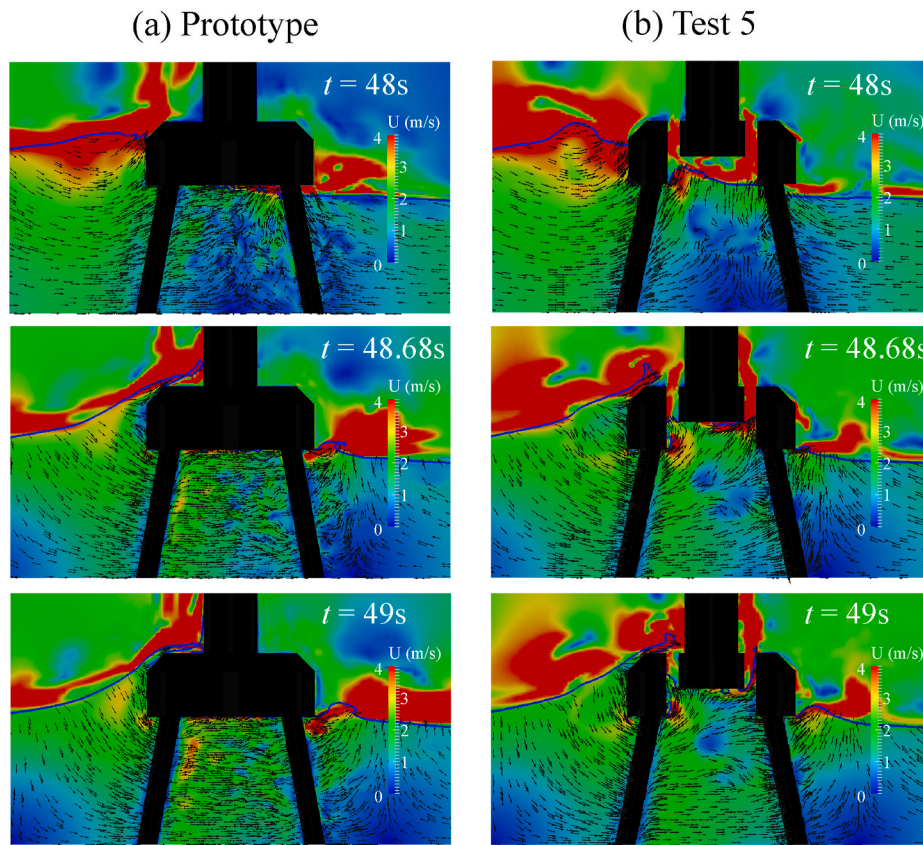 (a) Prototype
(b) Test 5
t = 48s
U (m/s)
4
3
2
1
0
t = 48s
U (m/s)
4
3
2
1
0
t = 48.68s
U (m/s)
4
3
2
1
0
t = 48.68s
U (m/s)
4
3
2
1
0
t = 49s
U (m/s)
4
3
2
1
0
t = 49s
U (m/s)
4
3
2
1
0